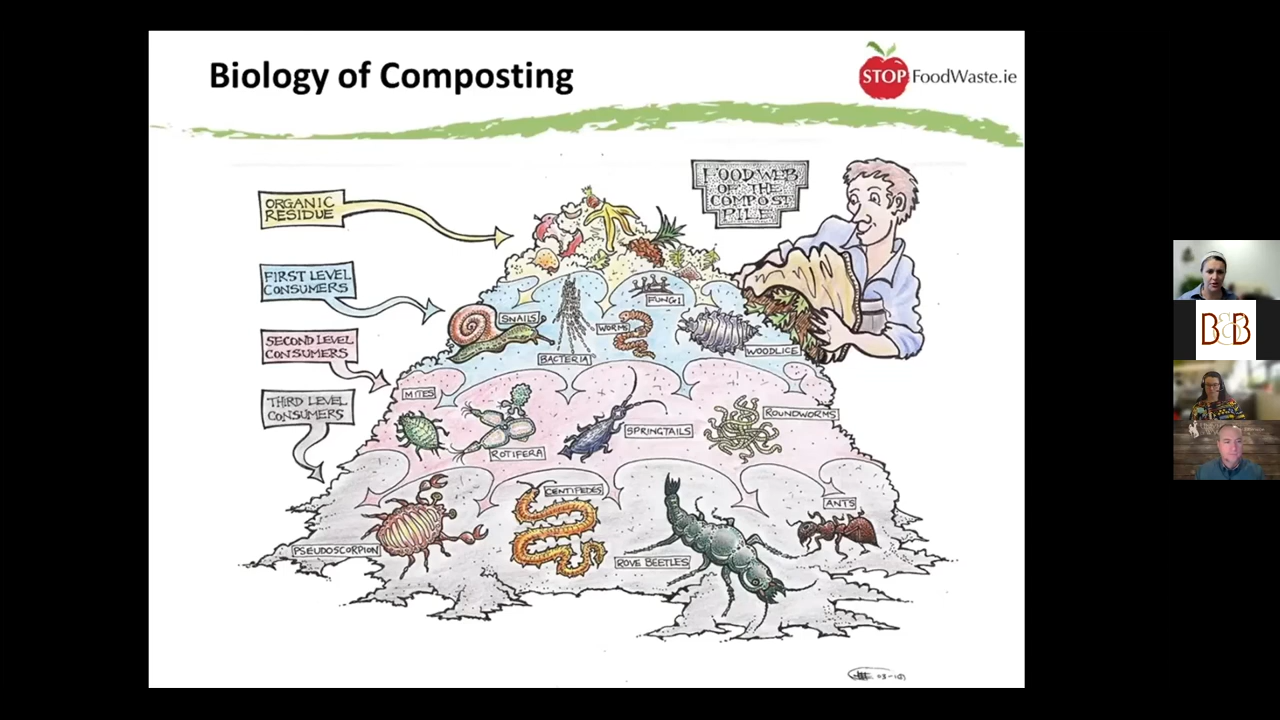 Biology of Composting
STOP FoodWaste.ie
FOOD WEB
OF THE
COMPOST
PILE
ORGANIC
RESIDUE
FIRST LEVEL
CONSUMERS
SECOND LEVEL
CONSUMERS
THIRD LEVEL
CONSUMERS
FUNGI
SNAILS
WORMS
BACTERIA
WOODLICE
MITES
ROTIFERA
SPRINGTAILS
ROUNDWORMS
CENTIPEDES
ANTS
PSEUDOSCORPION
ROVE BEETLES
B&B